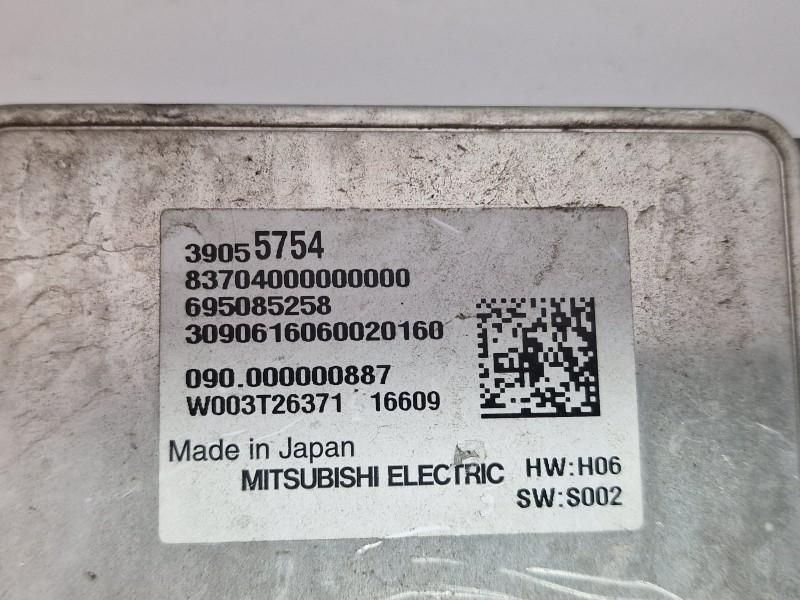 39055754
83704000000000
695085258
3090616060020160
090.000000887
W003T26371 16609
Made in Japan
MITSUBISHI ELECTRIC HW:H06
SW:S002